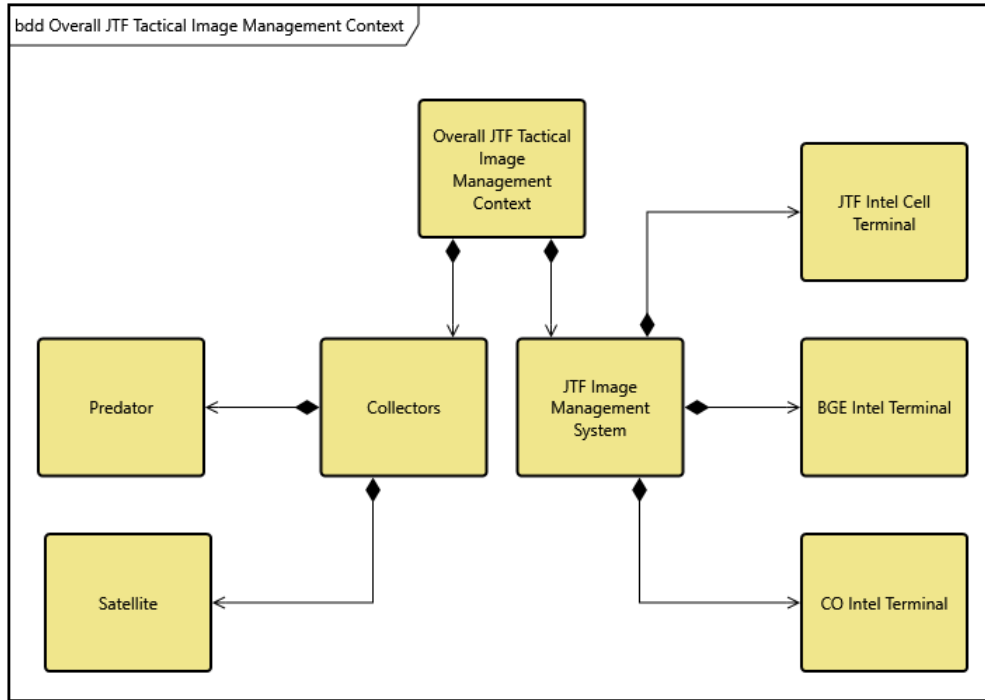 bdd Overall JTF Tactical Image Management Context
Overall JTF Tactical
Image
Management
Context
JTF Intel Cell
Terminal
Predator
Collectors
JTF Image
Management
System
BGE Intel Terminal
Satellite
CO Intel Terminal